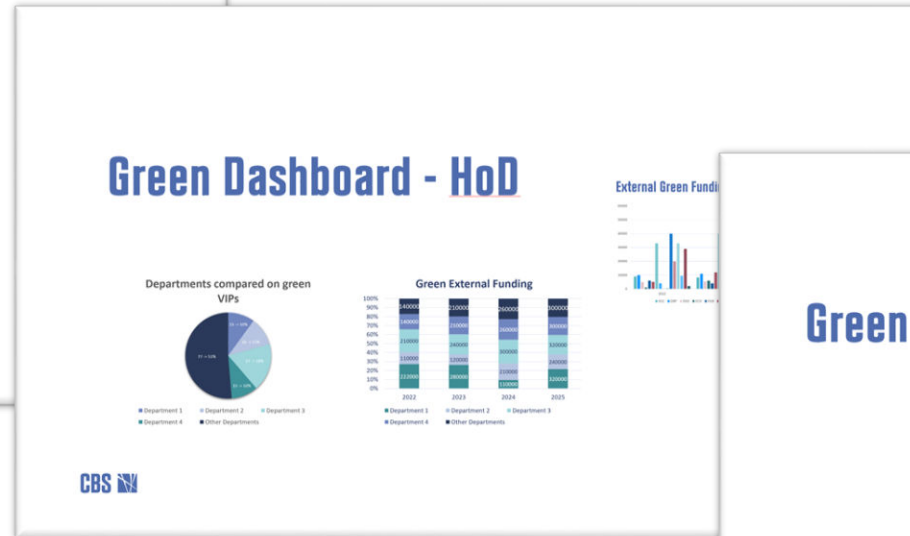 Green Dashboard - HoD
External Green Fundi
Departments compared on green
VIPs
Department 1 Department 2 Department 3
Department 4 Other Departments
Green External Funding
100%
90%
80%
70%
60%
50%
40%
30%
20%
10%
0%
140000 210000 260000 300000
140000 210000 260000 300000
210000 240000 300000 320000
110000 120000 210000 240000
222000 280000 110000 320000
2022 2023 2024 2025
Department 1 Department 2 Department 3
Department 4 Other Departments
Green
CBS